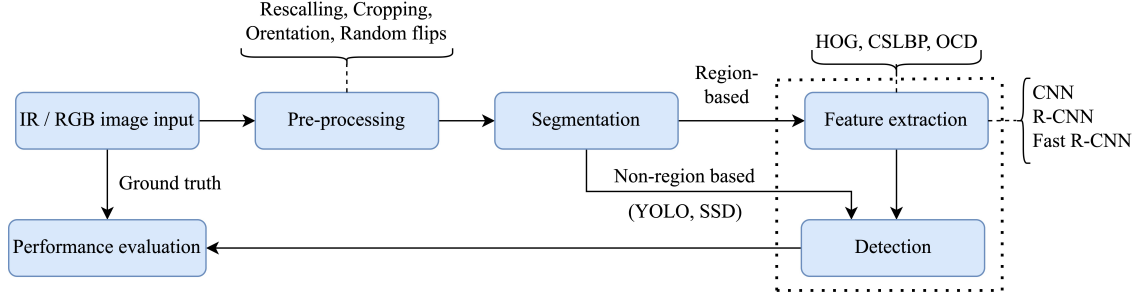 Rescalling, Cropping,
Orentation, Random flips
HOG, CSLBP, OCD
Region-
based
CNN
R-CNN
Fast R-CNN
IR / RGB image input
Pre-processing
Segmentation
Feature extraction
Ground truth
Non-region based
(YOLO, SSD)
Performance evaluation
Detection